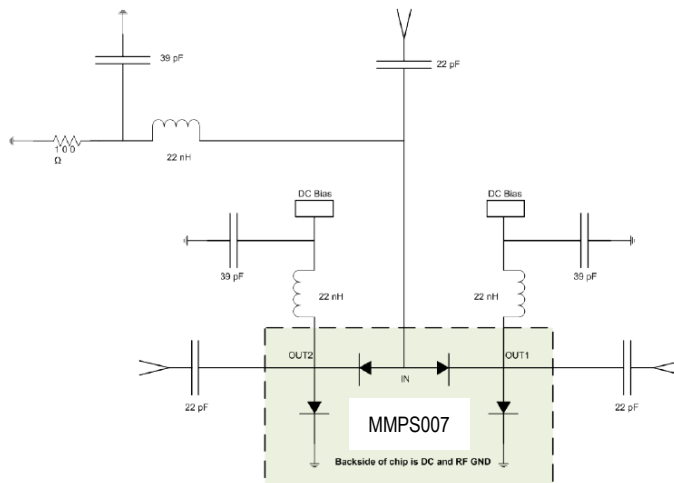 39 pF
22 pF
100
Ω
22 nH
DC Bias
DC Bias
39 pF
39 pF
22 nH
22 nH
OUT2
OUT1
IN
22 pF
22 pF
MMPS007
Backside of chip is DC and RF GND